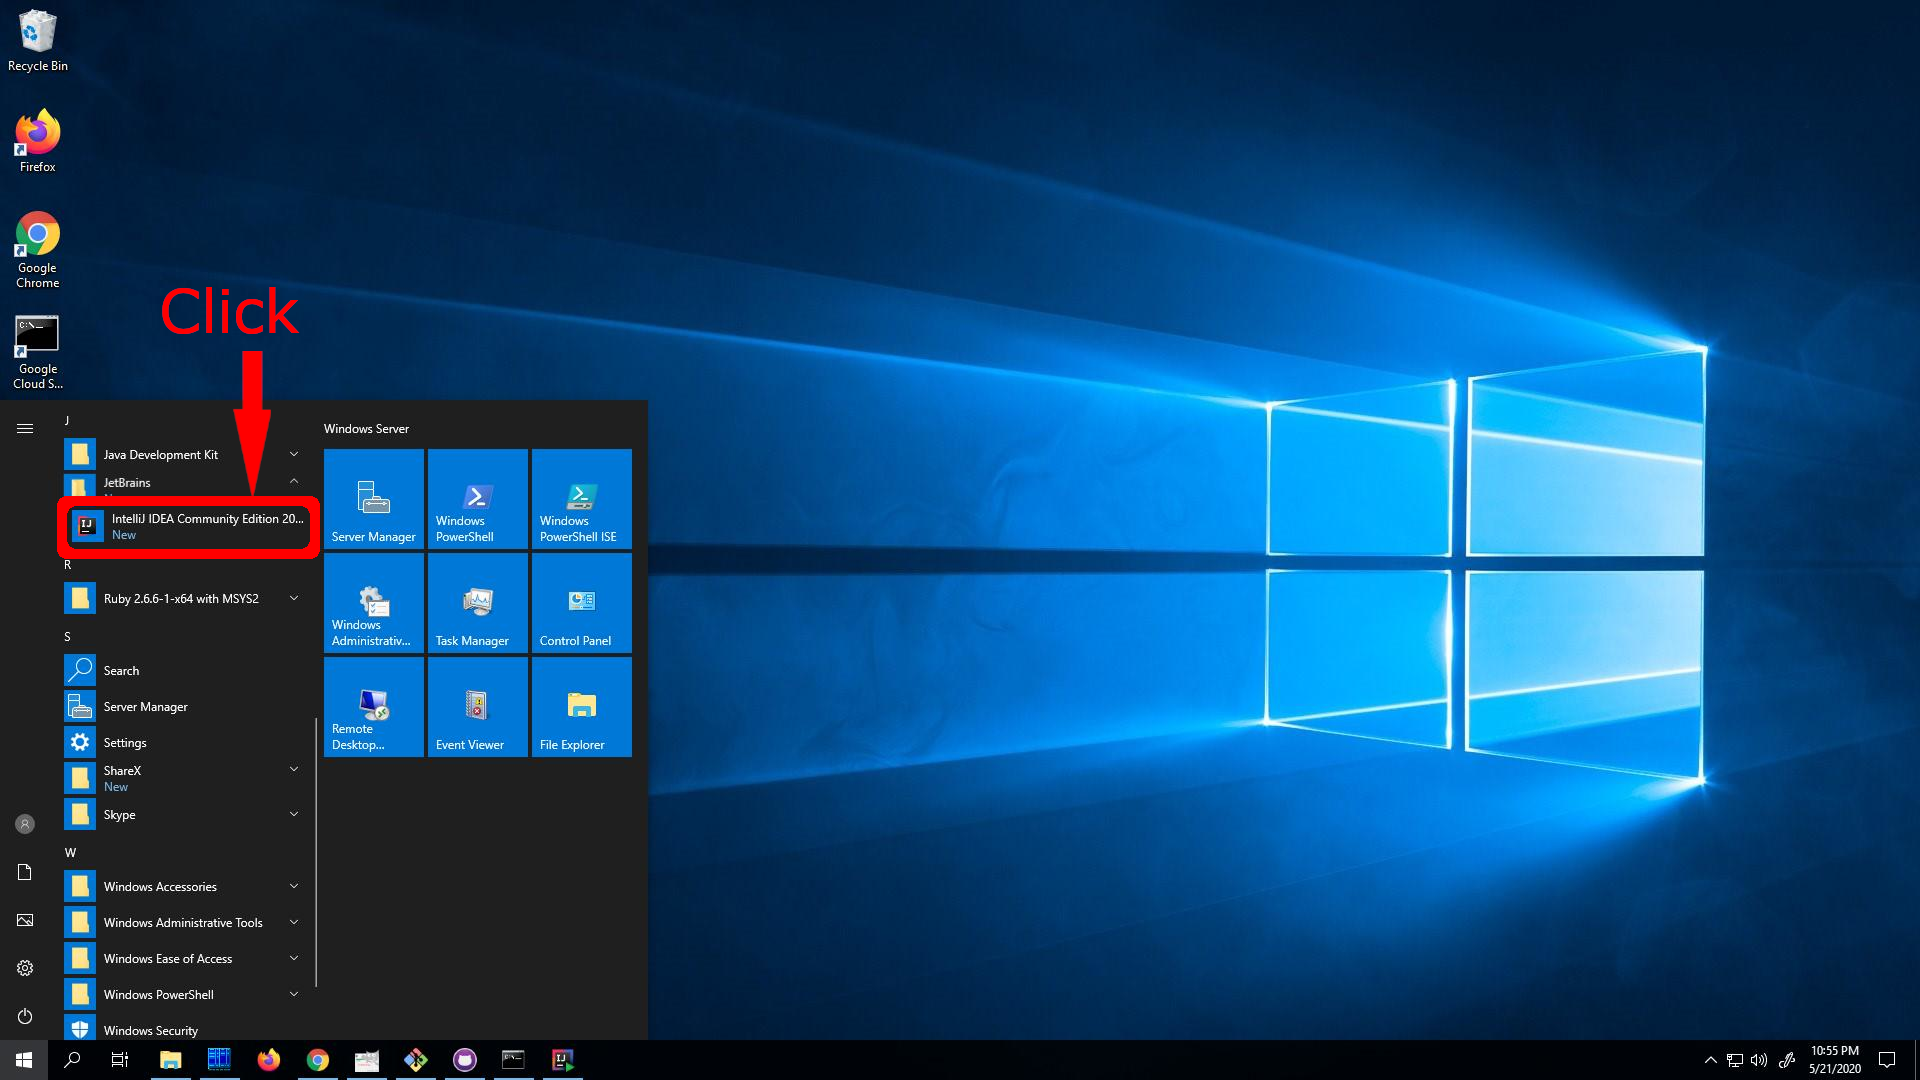 Recycle Bin
Firefox
Google
Chrome
Google
Cloud S...
Click
J
Java Development Kit
JetBrains
IntelliJ IDEA Community Edition 20...
New
R
Ruby 2.6.6-1-x64 with MSYS2
S
Search
Server Manager
Settings
ShareX
New
Skype
W
Windows Accessories
Windows Administrative Tools
Windows Ease of Access
Windows PowerShell
Windows Security
Windows Server
Server Manager
Windows
PowerShell
Windows
PowerShell ISE
Windows
Administrativ...
Task Manager
Control Panel
Remote
Desktop...
Event Viewer
File Explorer
10:55 PM
5/21/2020